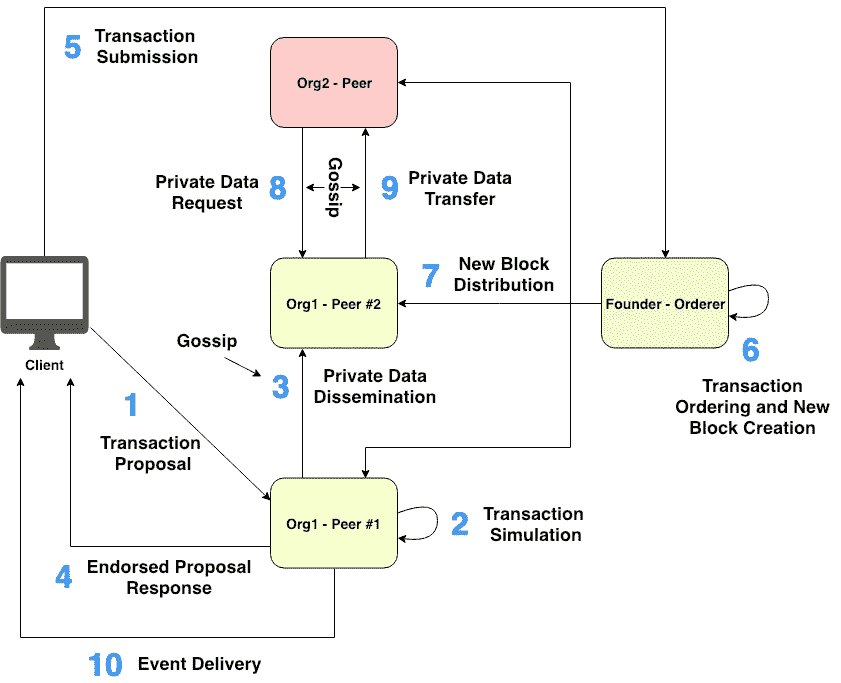 5
Transaction
Submission
Org2 - Peer
Private Data
Request
8
Gossip
9
Private Data
Transfer
7
New Block
Distribution
Org1 - Peer #2
Founder - Orderer
6
Transaction
Ordering and New
Block Creation
Client
Gossip
3
Private Data
Dissemination
1
Transaction
Proposal
Org1 - Peer #1
2
Transaction
Simulation
4
Endorsed Proposal
Response
10
Event Delivery